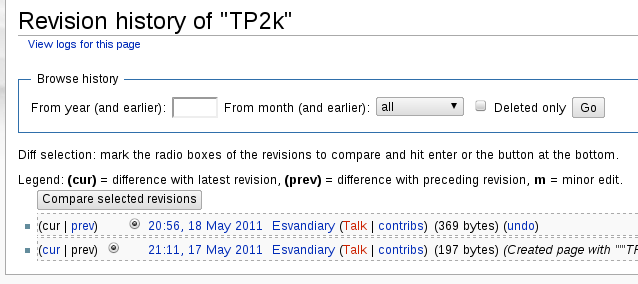 Revision history of "TP2k"
View logs for this page
Browse history
From year (and earlier): From month (and earlier): all Deleted only Go
Diff selection: mark the radio boxes of the revisions to compare and hit enter or the button at the bottom.
Legend: (cur) = difference with latest revision, (prev) = difference with preceding revision, m = minor edit.
Compare selected revisions
(cur | prev) 20:56, 18 May 2011 Esvandiary (Talk | contribs) (369 bytes) (undo)
(cur | prev) 21:11, 17 May 2011 Esvandiary (Talk | contribs) (197 bytes) (Created page with """TP